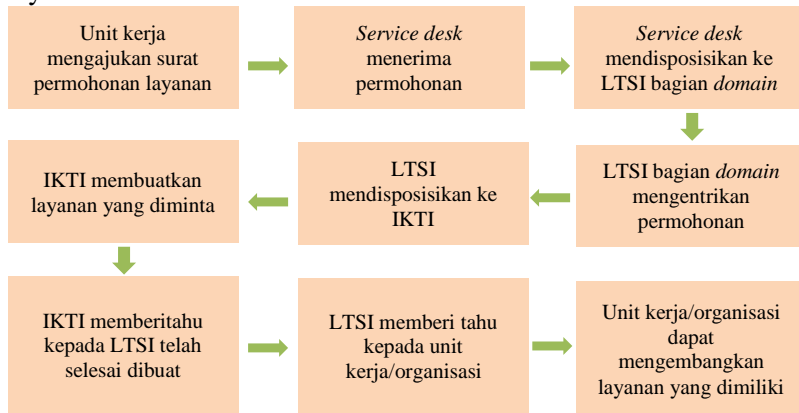 Unit kerja
mengajukan surat
permohonan layanan
Service desk
menerima
permohonan
Service desk
mendisposisikan ke
LTSI bagian domain
LTSI bagian domain
mengentrikan
permohonan
LTSI
mendisposisikan ke
IKTI
IKTI membuatkan
layanan yang diminta
IKTI memberitahu
kepada LTSI telah
selesai dibuat
LTSI memberi tahu
kepada unit
kerja/organisasi
Unit kerja/organisasi
dapat
mengembangkan
layanan yang dimiliki